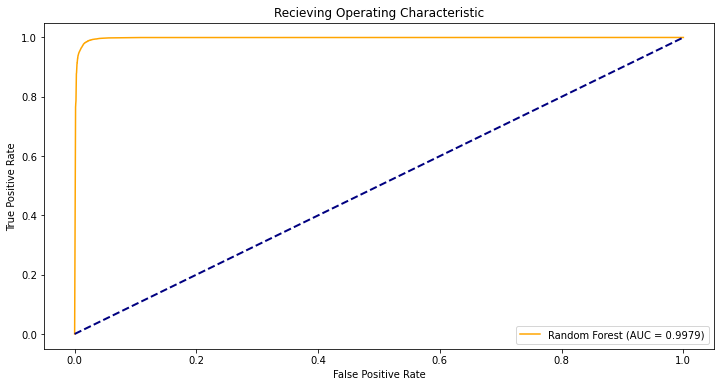 Recieving Operating Characteristic
True Positive Rate
1.0
0.8
0.6
0.4
0.2
0.0
Random Forest (AUC = 0.9979)
0.0 0.2 0.4 0.6 0.8 1.0
False Positive Rate